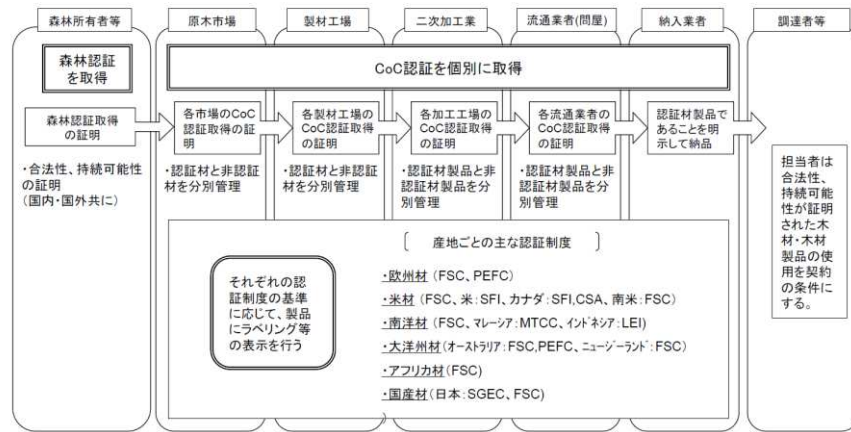 森林所有者等
原木市場
製材工場
二次加工業
流通業者(問屋)
納入業者
調達者等
森林認証
を取得
CoC認証を個別に取得
森林認証取得
の証明
各市場のCoC
認証取得の証
明
各製材工場の
CoC認証取得
の証明
各加工工場の
CoC認証取得
の証明
各流通業者の
CoC認証取得
の証明
認証材製品で
あることを明
示して納品
・合法性、持続可能性
の証明
(国内・国外共に)
・認証材と非認証
材を分別管理
・認証材と非認証
材を分別管理
・認証材製品と非
認証材製品を分
別管理
・認証材製品と非
認証材製品を分
別管理
担当者は
合法性、
持続可能
性が証明
された木
材・木材
製品の使
用を契約
の条件に
する。
〔 産地ごとの主な認証制度 〕
それぞれの認
証制度の基準
に応じて、製品
にラベリング等
の表示を行う
・欧州材(FSC、PEFC)
・米材(FSC、米:SFI、カナダ:SFI,CSA、南米:FSC)
・南洋材(FSC、マレーシア:MTCC、インドネシア:LEI)
・大洋州材(オーストラリア:FSC,PEFC、ニュージーランド:FSC)
・アフリカ材(FSC)
・国産材(日本:SGEC、FSC)
)